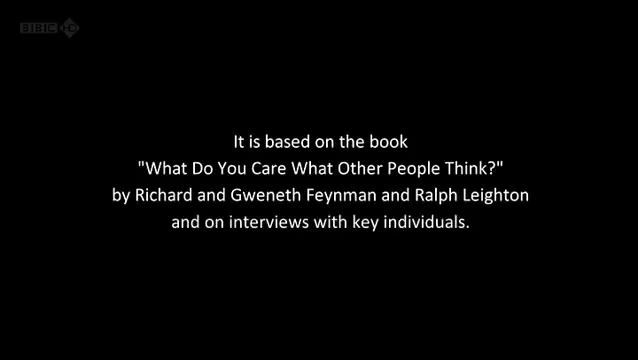 BBC HD
It is based on the book
"What Do You Care What Other People Think?"
by Richard and Gweneth Feynman and Ralph Leighton
and on interviews with key individuals.